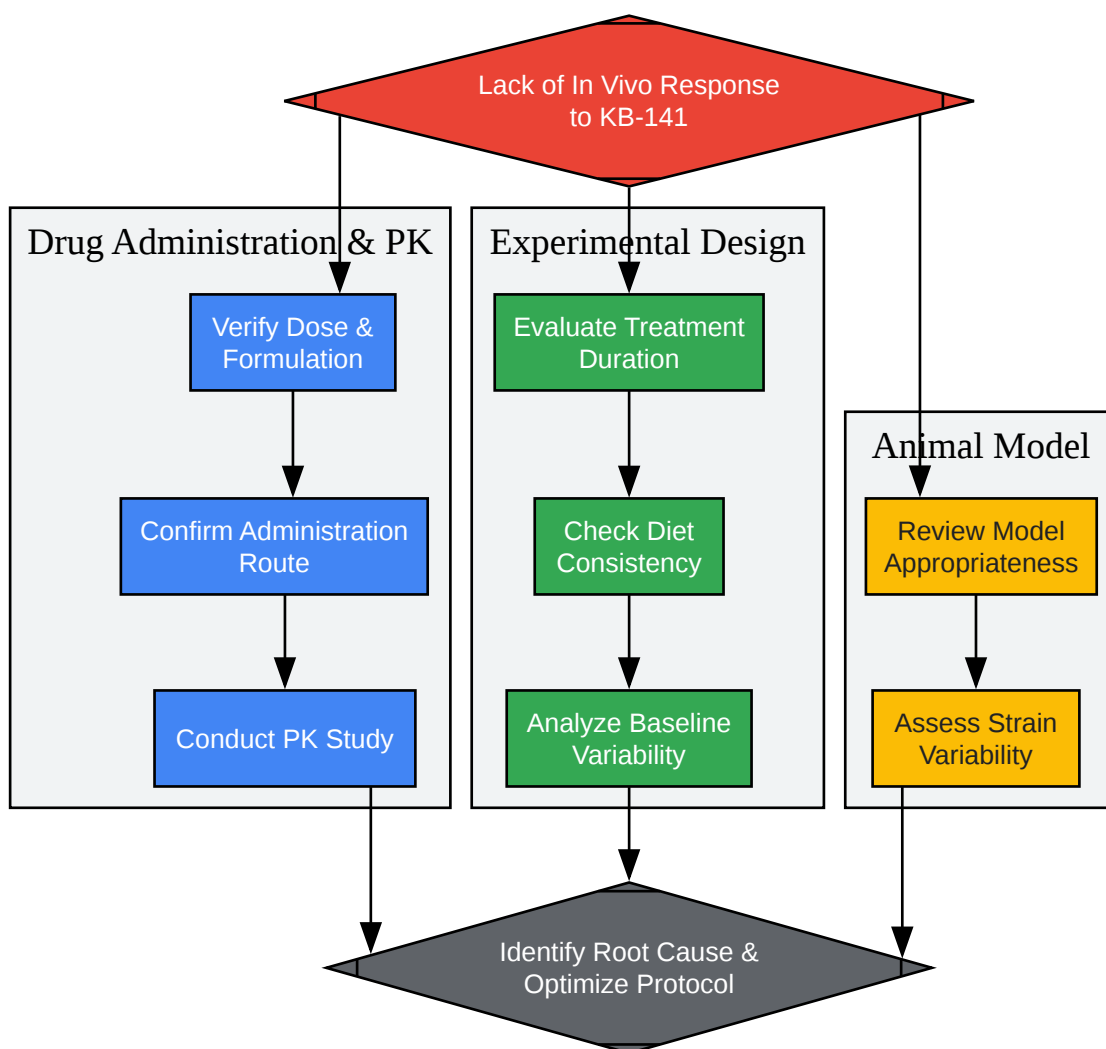 Lack of In Vivo Response
to KB-141
Drug Administration & PK
Verify Dose &
Formulation
Confirm Administration
Route
Conduct PK Study
Experimental Design
Evaluate Treatment
Duration
Check Diet
Consistency
Analyze Baseline
Variability
Animal Model
Review Model
Appropriateness
Assess Strain
Variability
Identify Root Cause &
Optimize Protocol